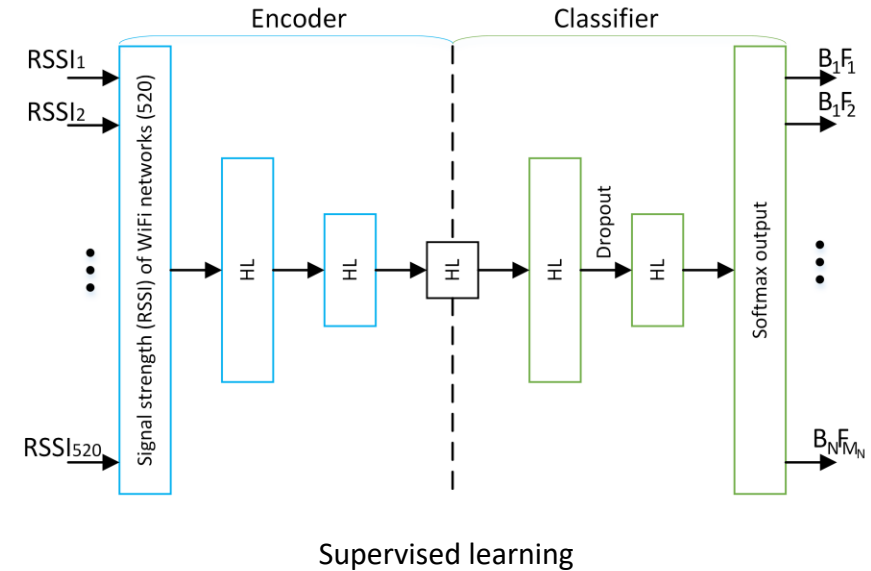 Encoder
Classifier
RSSI1
RSSI2
RSSI520
Signal strength (RSSI) of WiFi networks (520)
HL
HL
HL
HL
Dropout
HL
Softmax output
B1F1
B1F2
BNFMN
Supervised learning